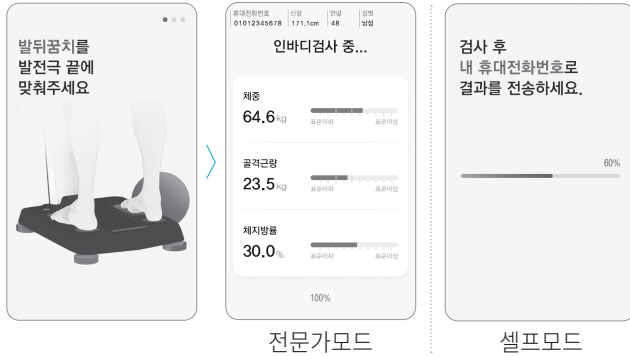 발뒤꿈치를
발전극 끝에
맞춰주세요
휴대전화번호 신장 연령 성별
01012345678 171.1cm 48 남성
인바디검사 중...
체중
64.6 kg
표준이하 표준이상
골격근량
23.5 kg
표준이하 표준이상
체지방률
30.0 %
표준이하 표준이상
100%
전문가모드
검사 후
내 휴대전화번호로
결과를 전송하세요.
60%
셀프모드